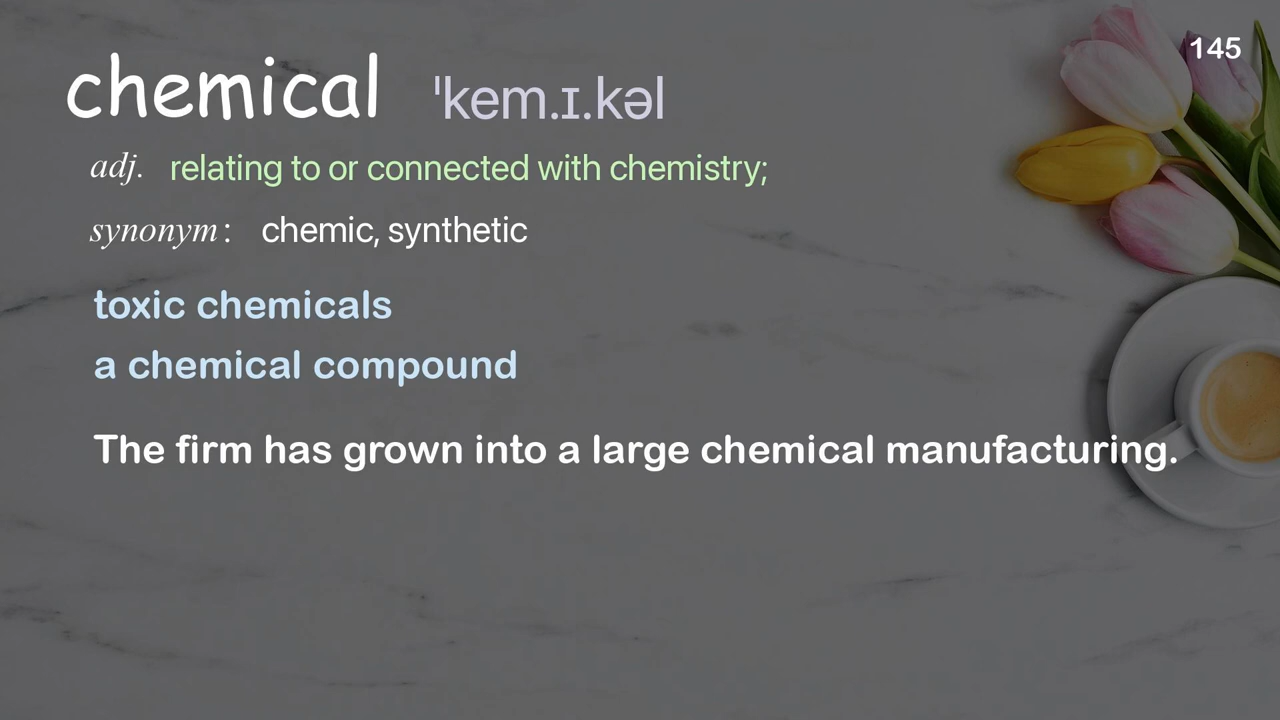 145
chemical ˈkem.ɪ.kəl
adj. relating to or connected with chemistry;
synonym: chemic, synthetic
toxic chemicals
a chemical compound
The firm has grown into a large chemical manufacturing.